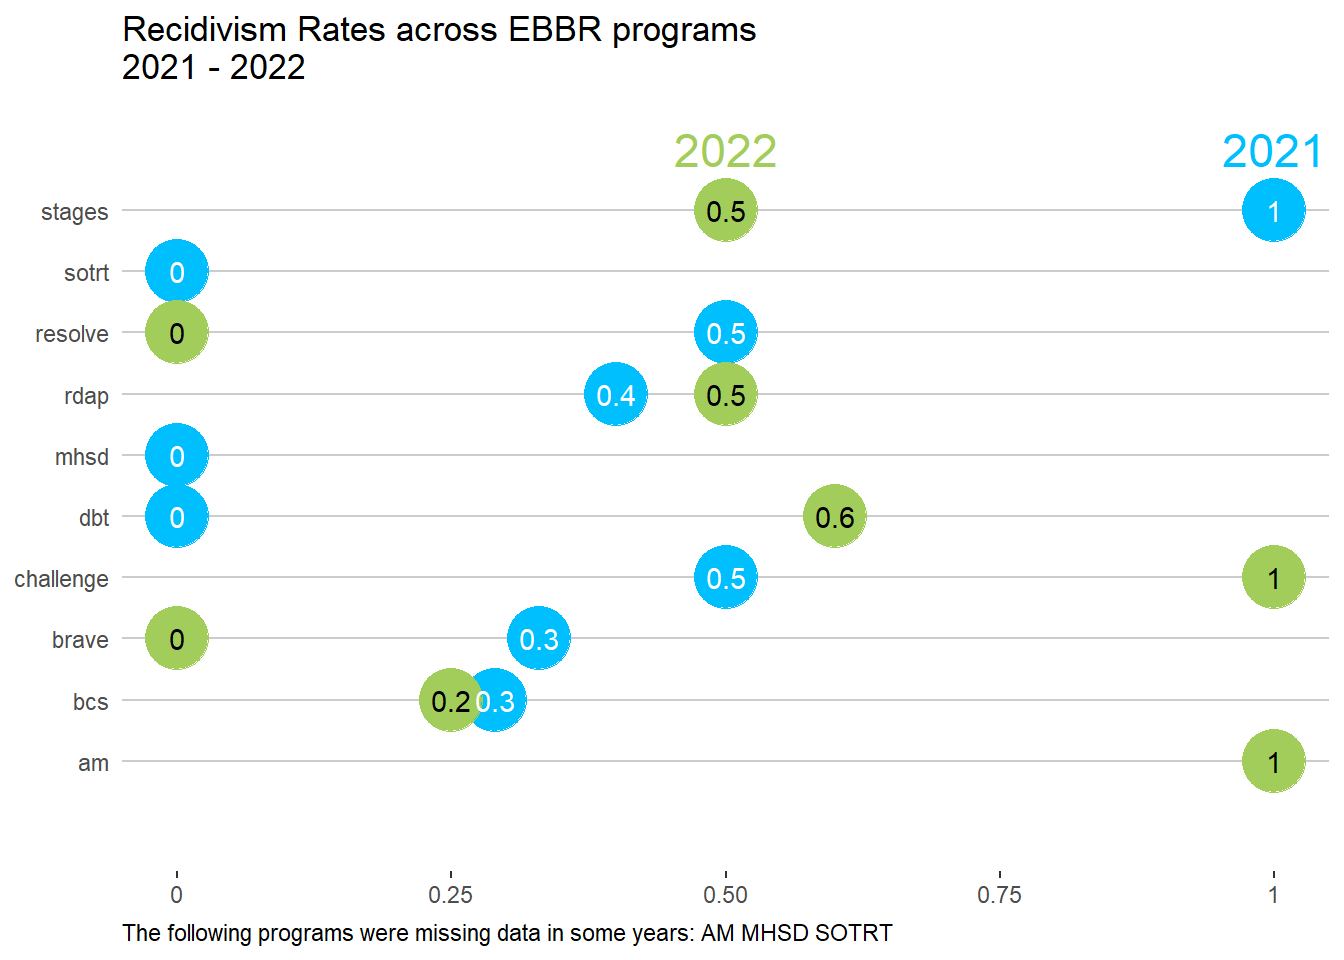 Recidivism Rates across EBBR programs
2021 - 2022
2022 2021
stages 0.5 1
sotrt 0
resolve 0 0.5
rdap 0.4 0.5
mhsd 0
dbt 0 0.6
challenge 0.5 1
brave 0 0.3
bcs 0.2 0.3
am 1
0 0.25 0.50 0.75 1
The following programs were missing data in some years: AM MHSD SOTRT